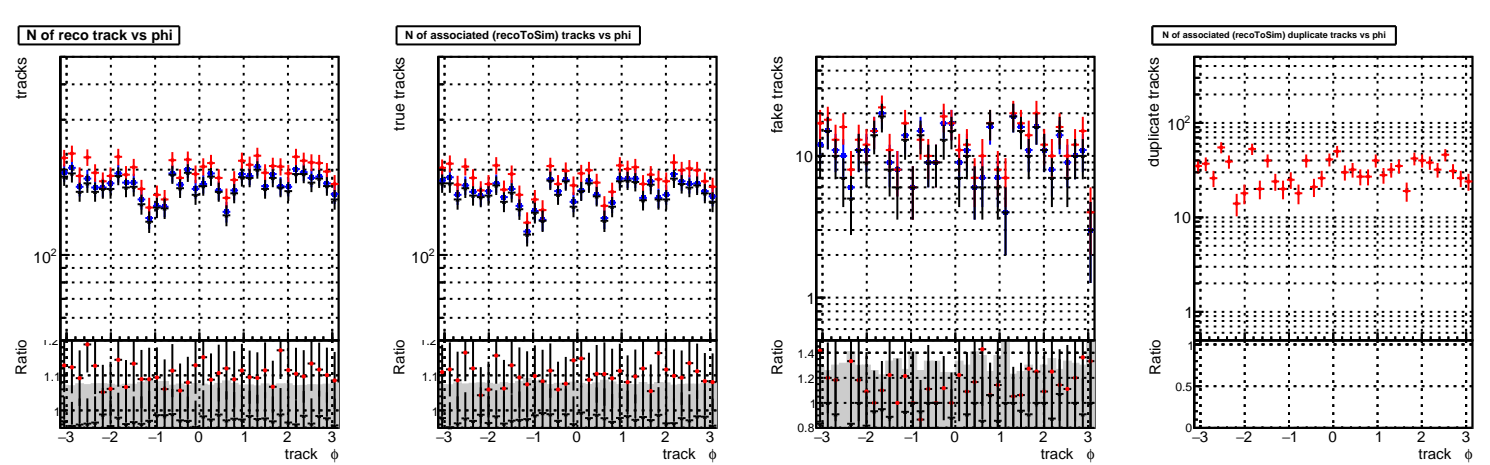 N of reco track vs phi
tracks
10²
Ratio
1.2
1.1
1
−3 −2 −1 0 1 2 3
track ϕ
N of associated (recoToSim) tracks vs phi
true tracks
10²
Ratio
1.2
1.1
1
−3 −2 −1 0 1 2 3
track ϕ
fake tracks
10
1
Ratio
1.4
1.2
1
0.8
−3 −2 −1 0 1 2 3
track ϕ
N of associated (recoToSim) duplicate tracks vs phi
duplicate tracks
10²
10
1
Ratio
1
0.5
0
−3 −2 −1 0 1 2 3
track ϕ